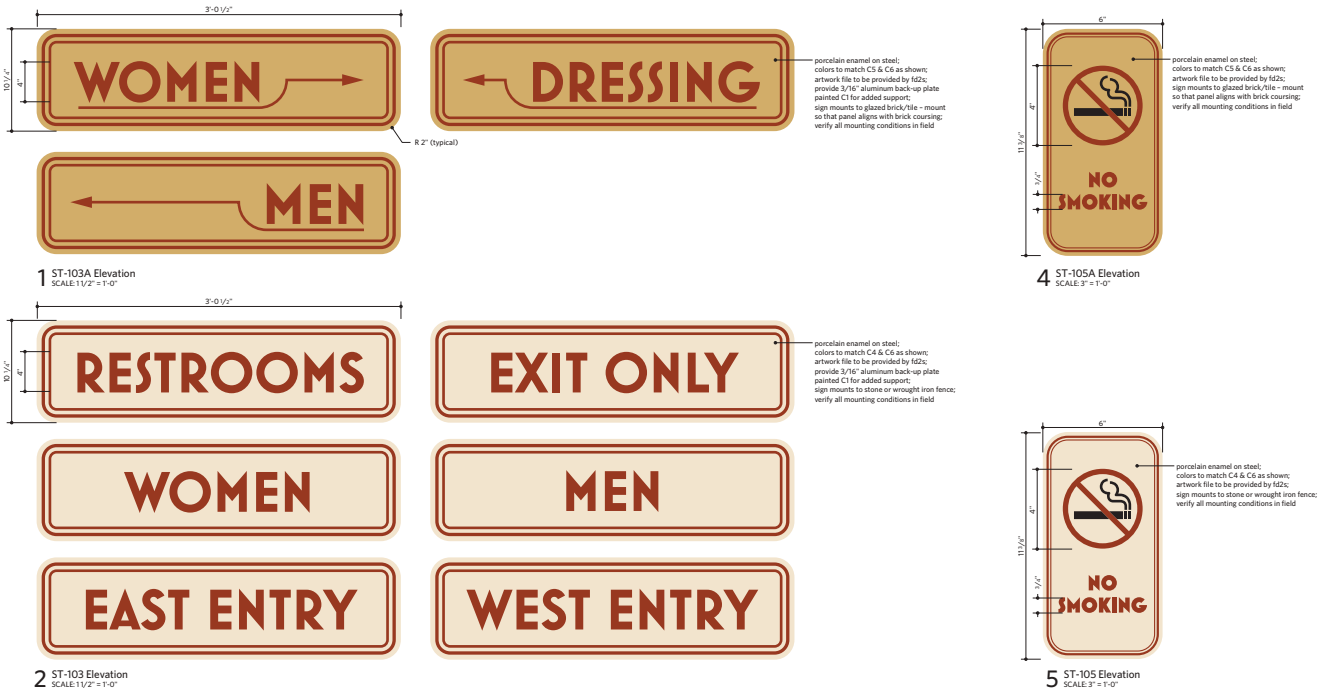 3'-0 1/2"
10 1/4"
4"
WOMEN
DRESSING
porcelain enamel on steel;
colors to match C5 & C6 as shown;
artwork file to be provided by fd2s;
provide 3/16" aluminum back-up plate
painted C1 for added support;
sign mounts to glazed brick/tile – mount
so that panel aligns with brick coursing;
verify all mounting conditions in field
R 2" (typical)
MEN
1 ST-103A Elevation
SCALE: 1 1/2" = 1'-0"
6"
11 3/8"
4"
3/4"
NO
SMOKING
porcelain enamel on steel;
colors to match C5 & C6 as shown;
artwork file to be provided by fd2s;
sign mounts to glazed brick/tile – mount
so that panel aligns with brick coursing;
verify all mounting conditions in field
4 ST-105A Elevation
SCALE: 3" = 1'-0"
3'-0 1/2"
10 1/4"
4"
RESTROOMS
EXIT ONLY
porcelain enamel on steel;
colors to match C4 & C6 as shown;
artwork file to be provided by fd2s;
provide 3/16" aluminum back-up plate
painted C1 for added support;
sign mounts to stone or wrought iron fence;
verify all mounting conditions in field
WOMEN
MEN
EAST ENTRY
WEST ENTRY
2 ST-103 Elevation
SCALE: 1 1/2" = 1'-0"
6"
11 3/8"
4"
3/4"
NO
SMOKING
porcelain enamel on steel;
colors to match C4 & C6 as shown;
artwork file to be provided by fd2s;
sign mounts to stone or wrought iron fence;
verify all mounting conditions in field
5 ST-105 Elevation
SCALE: 3" = 1'-0"